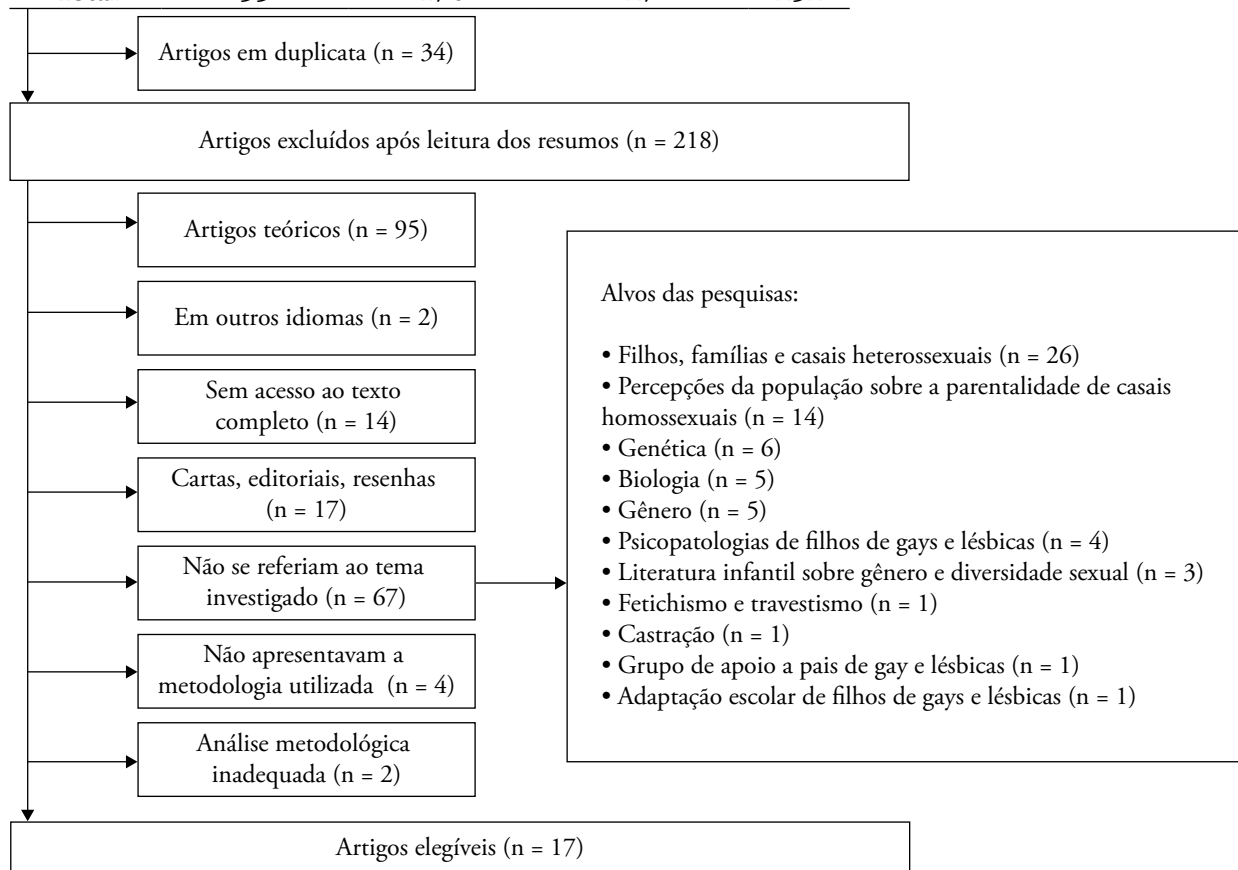 Artigos em duplicata (n = 34)
Artigos excluídos após leitura dos resumos (n = 218)
Artigos teóricos (n = 95)
Em outros idiomas (n = 2)
Sem acesso ao texto
completo (n = 14)
Cartas, editoriais, resenhas
(n = 17)
Não se referiam ao tema
investigado (n = 67)
Não apresentavam a
metodologia utilizada (n = 4)
Análise metodológica
inadequada (n = 2)
Alvos das pesquisas:
• Filhos, famílias e casais heterossexuais (n = 26)
• Percepções da população sobre a parentalidade de casais
homossexuais (n = 14)
• Genética (n = 6)
• Biologia (n = 5)
• Gênero (n = 5)
• Psicopatologias de filhos de gays e lésbicas (n = 4)
• Literatura infantil sobre gênero e diversidade sexual (n = 3)
• Fetichismo e travestismo (n = 1)
• Castração (n = 1)
• Grupo de apoio a pais de gay e lésbicas (n = 1)
• Adaptação escolar de filhos de gays e lésbicas (n = 1)
Artigos elegíveis (n = 17)